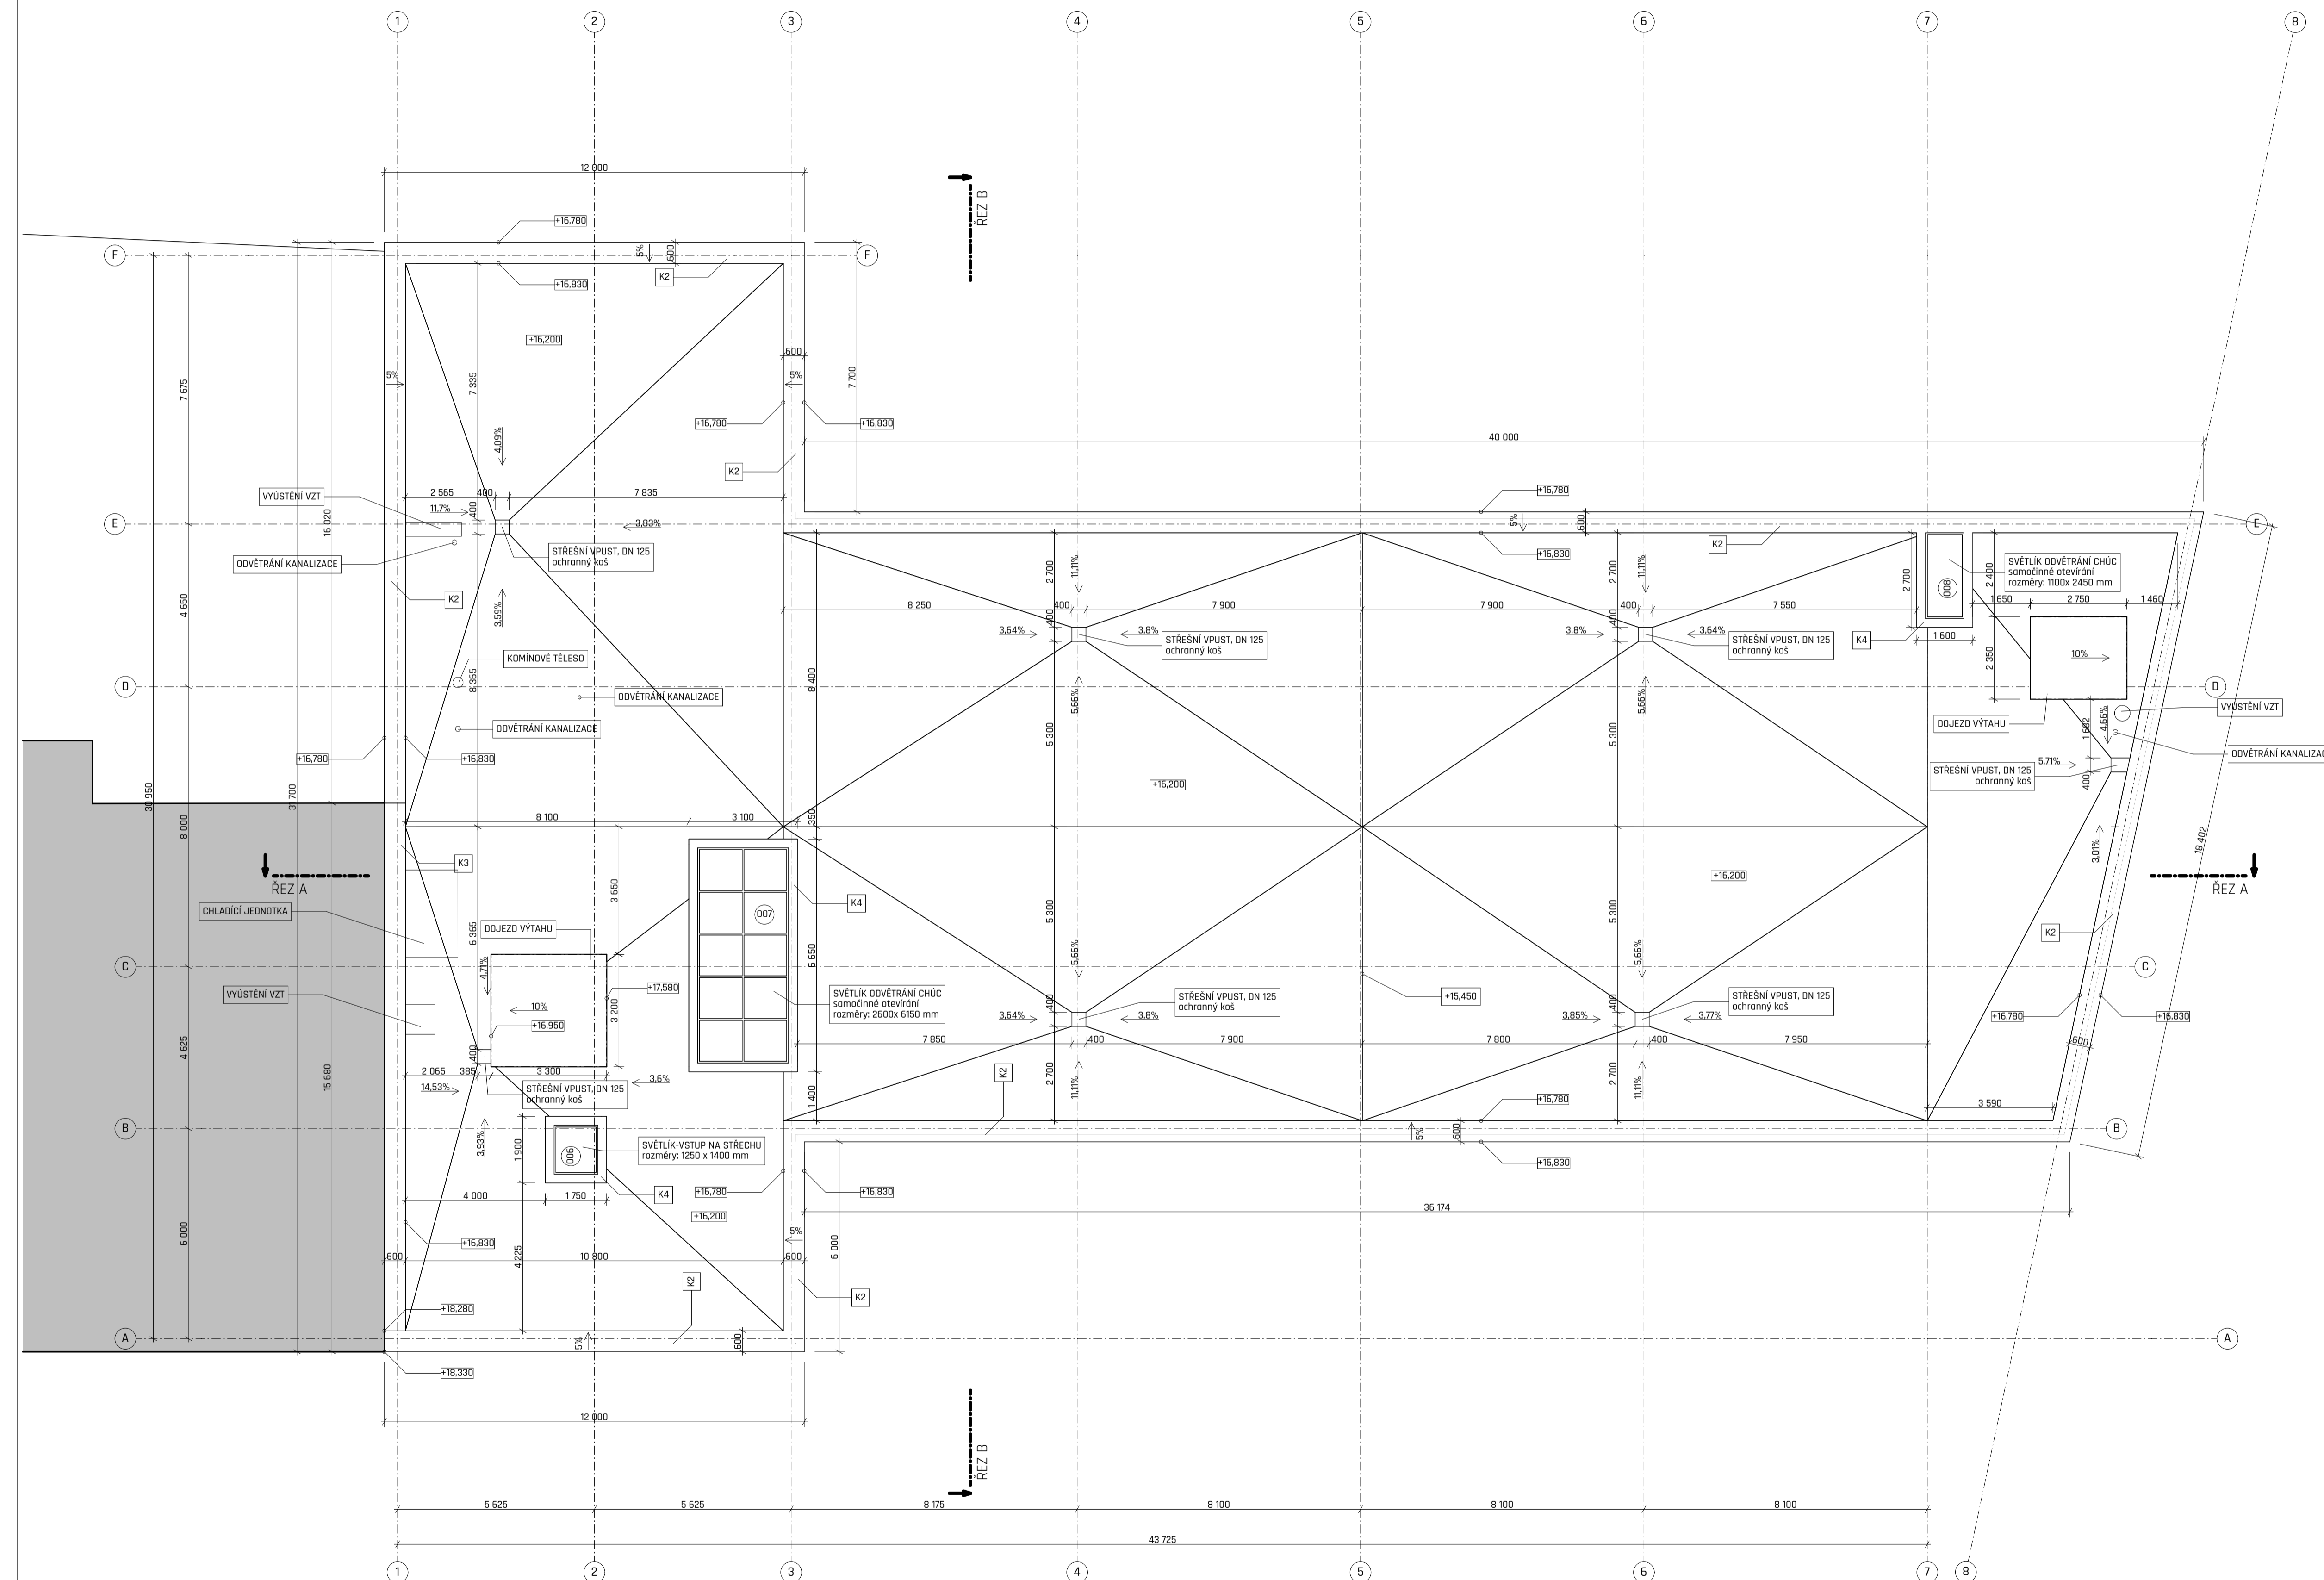 1 2 3 4 5 6 7 8
12 000
ŘEZ B
+16,780
F
5%
600
F
K2
+16,830
+16,200
600
5%
5%
7 335
7 700
7 675
+16,780
+16,830
4,09%
40 000
K2
VYÚSTĚNÍ VZT
2 565 400 7 835
+16,780
11,7%
400
16 020
E
3,83%
5%
600
E
K2
STŘEŠNÍ VPUST, DN 125
ochranný koš
+16,830
ODVĚTRÁNÍ KANALIZACE
SVĚTLÍK ODVĚTRÁNÍ CHÚC
samočinné otevírání
rozměry: 1100x 2450 mm
2 700
11,11%
2 700
11,11%
2 700
008
2 400
K2
3,59%
4 650
8 250 400 7 900
7 900 400 7 550
1 650 2 750 1 460
400
400
3,64%
3,8%
3,8%
3,64%
STŘEŠNÍ VPUST, DN 125
ochranný koš
STŘEŠNÍ VPUST, DN 125
ochranný koš
K4
1 600
KOMÍNOVÉ TĚLESO
10%
2 350
8 365
8 400
D
D
ODVĚTRÁNÍ KANALIZACE
5,66%
5,66%
VYÚSTĚNÍ VZT
DOJEZD VÝTAHU
ODVĚTRÁNÍ KANALIZACE
5 300
5 300
1 682
4,66%
+16,780
+16,830
5,71%
STŘEŠNÍ VPUST, DN 125
ochranný koš
400
+16,200
30 950
31 700
8 100 3 100
350
8 000
18 402
3,01%
K3
ŘEZ A
ŘEZ A
+16,200
3 650
K4
CHLADÍCÍ JEDNOTKA
007
5 300
5 300
DOJEZD VÝTAHU
6 365
K2
6 650
5,66%
5,66%
C
C
4,71%
+17,580
VYÚSTĚNÍ VZT
SVĚTLÍK ODVĚTRÁNÍ CHÚC
samočinné otevírání
rozměry: 2600x 6150 mm
STŘEŠNÍ VPUST, DN 125
ochranný koš
+15,450
STŘEŠNÍ VPUST, DN 125
ochranný koš
10%
3 200
400
400
+16,950
3,64%
3,8%
3,85%
3,77%
+16,780
+16,830
7 850 400 7 900
7 800 400 7 950
600
4 625
400
2 065 385 3 300
15 680
14,53%
3,6%
STŘEŠNÍ VPUST, DN 125
ochranný koš
K2
2 700
11,11%
2 700
11,11%
1 400
+16,780
3 590
B
B
3,93%
5%
600
1 900
006
SVĚTLÍK-VSTUP NA STŘECHU
rozměry: 1250 x 1400 mm
+16,830
4 000 1 750
K4
+16,780
+16,830
36 174
+16,200
6 000
+16,830
5%
6 000
4 225
600 10 800 600
K2
K2
+18,280
A
A
5%
600
+18,330
12 000
ŘEZ B
5 625 5 625 8 175 8 100 8 100 8 100
43 725
1 2 3 4 5 6 7 8